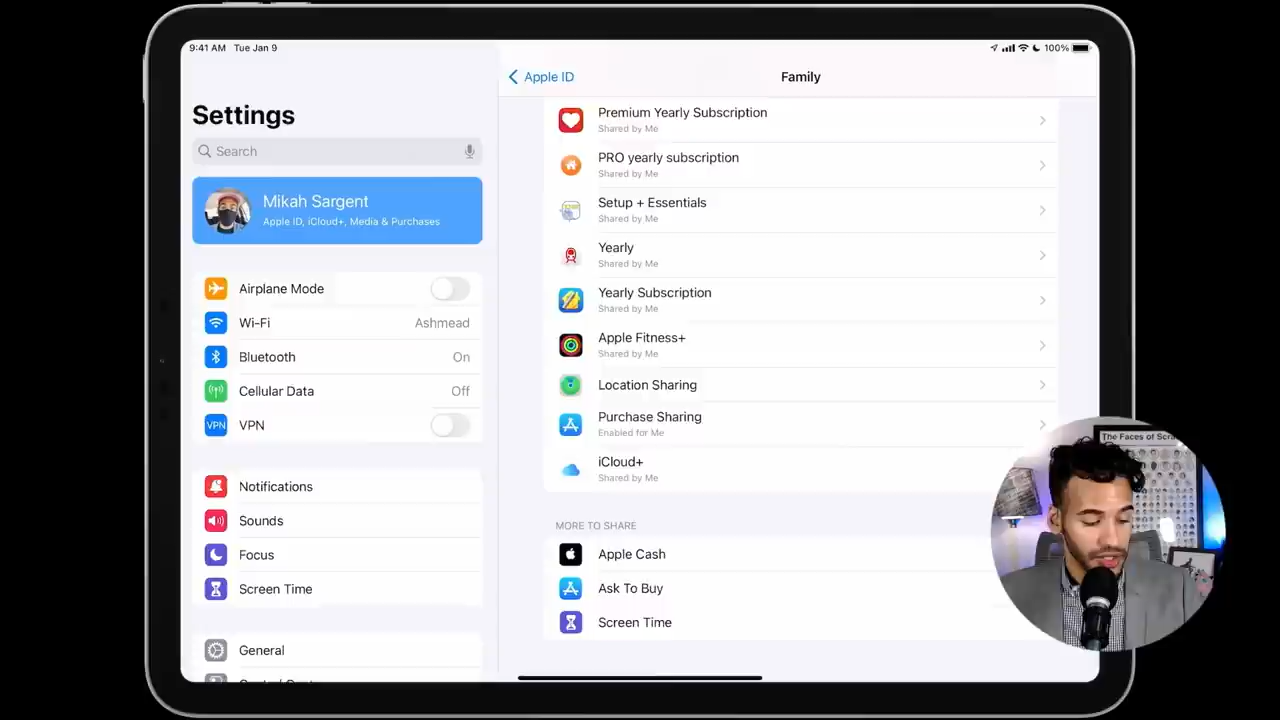 9:41 AM Tue Jan 9
100%
Settings
Search
Mikah Sargent
Apple ID, iCloud+, Media & Purchases
Airplane Mode
Wi-Fi Ashmead
Bluetooth On
Cellular Data Off
VPN VPN
Notifications
Sounds
Focus
Screen Time
General
Apple ID Family
Premium Yearly Subscription
Shared by Me
PRO yearly subscription
Shared by Me
Setup + Essentials
Shared by Me
Yearly
Shared by Me
Yearly Subscription
Shared by Me
Apple Fitness+
Shared by Me
Location Sharing
Purchase Sharing
Enabled for Me
iCloud+
Shared by Me
MORE TO SHARE
Apple Cash
Ask To Buy
Screen Time
The Faces of